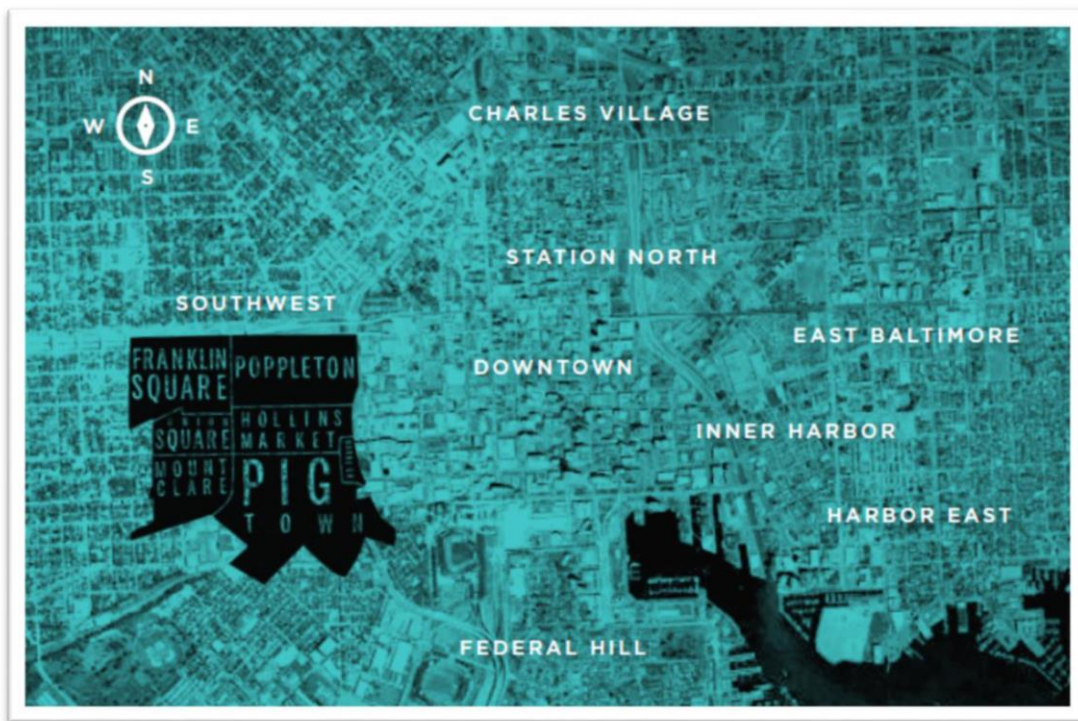 N
W E
S
CHARLES VILLAGE
STATION NORTH
SOUTHWEST
EAST BALTIMORE
FRANKLIN
SQUARE
POPPLETON
DOWNTOWN
HOLLINS
MARKET
SQUARE
INNER HARBOR
MOUNT
CLARE
PIG
TOWN
HARBOR EAST
FEDERAL HILL